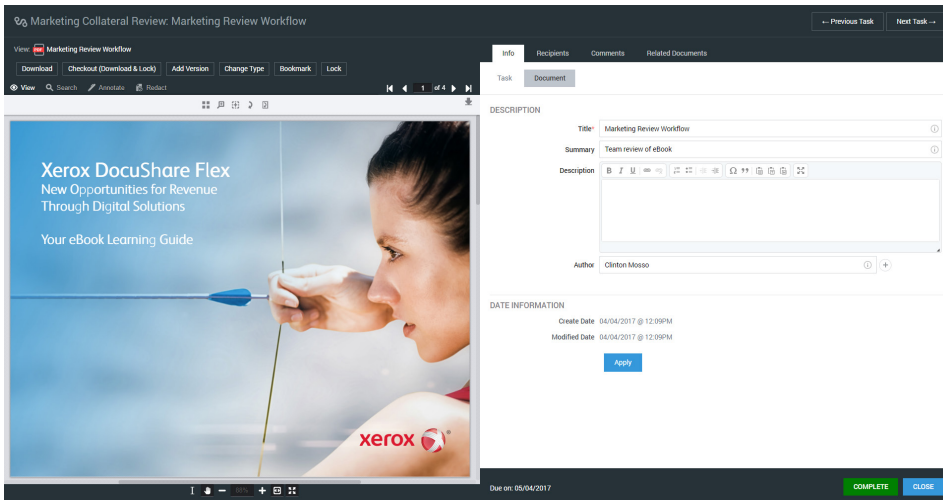 Marketing Collateral Review: Marketing Review Workflow
← Previous Task
Next Task →
View: PDF Marketing Review Workflow
Download
Checkout (Download & Lock)
Add Version
Change Type
Bookmark
Lock
View
Search
Annotate
Redact
1 of 4
Xerox DocuShare Flex
New Opportunities for Revenue
Through Digital Solutions
Your eBook Learning Guide
xerox
88%
Info
Recipients
Comments
Related Documents
Task
Document
DESCRIPTION
Title* Marketing Review Workflow
Summary Team review of eBook
Description
B I U
Author Clinton Mosso
DATE INFORMATION
Create Date 04/04/2017 @ 12:09PM
Modified Date 04/04/2017 @ 12:09PM
Apply
Due on: 05/04/2017
COMPLETE
CLOSE